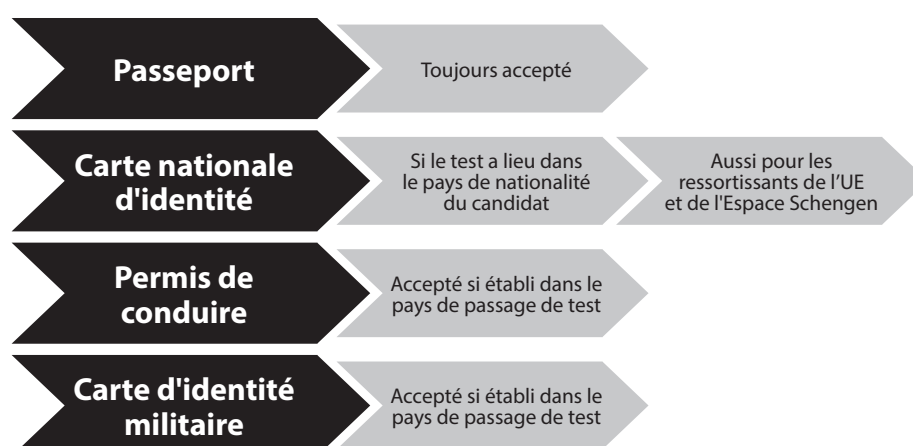 Passeport
Toujours accepté
Carte nationale
d'identité
Si le test a lieu dans
le pays de nationalité
du candidat
Aussi pour les
ressortissants de l’UE
et de l'Espace Schengen
Permis de
conduire
Accepté si établi dans le
pays de passage de test
Carte d'identité
militaire
Accepté si établi dans le
pays de passage de test